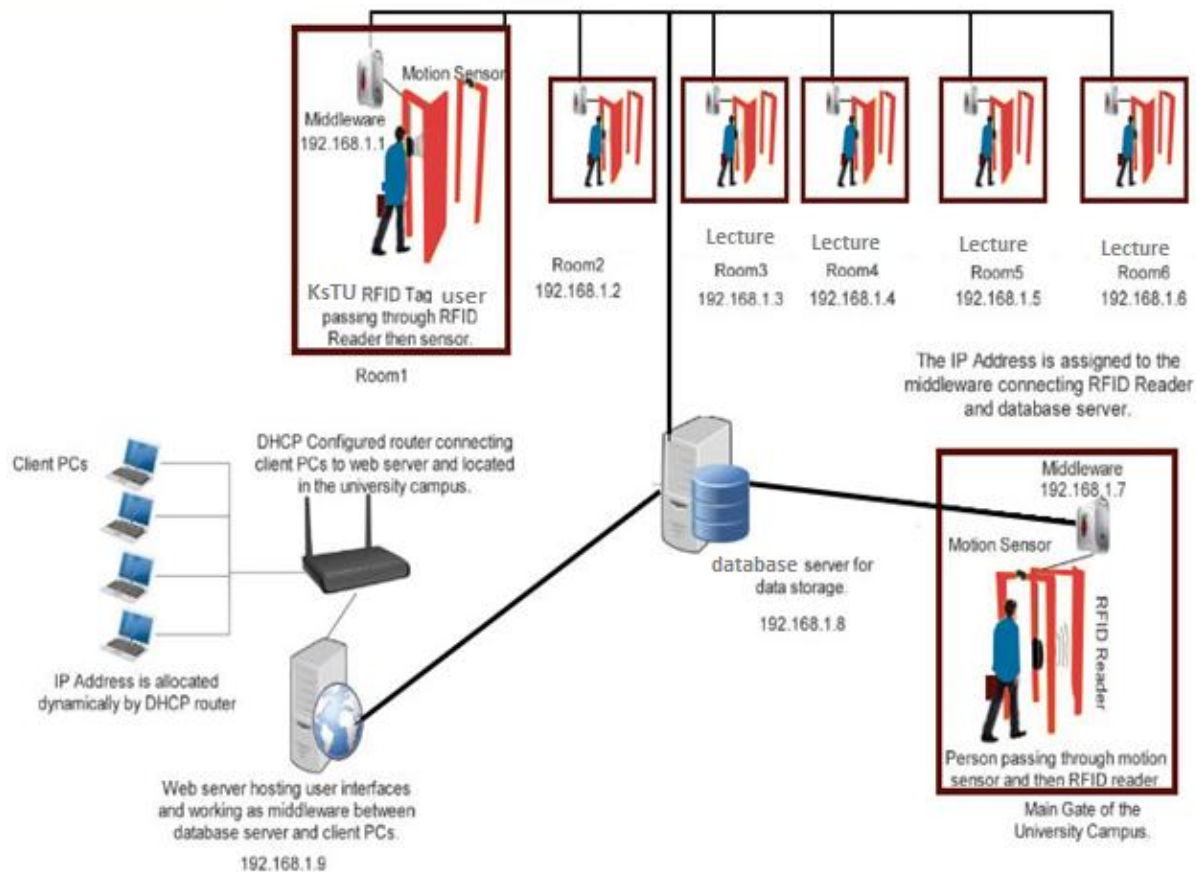 Motion Sensor
Middleware
192.168.1.1
KsTU RFID Tag user
passing through RFID
Reader then sensor.
Room1
Room2
192.168.1.2
Lecture
Room3
192.168.1.3
Lecture
Room4
192.168.1.4
Lecture
Room5
192.168.1.5
Lecture
Room6
192.168.1.6
The IP Address is assigned to the
middleware connecting RFID Reader
and database server.
Client PCs
DHCP Configured router connecting
client PCs to web server and located
in the university campus.
IP Address is allocated
dynamically by DHCP router
database server for
data storage.
192.168.1.8
Middleware
192.168.1.7
Motion Sensor
RFID Reader
Person passing through motion
sensor and then RFID reader
Main Gate of the
University Campus.
Web server hosting user interfaces
and working as middleware between
database server and client PCs.
192.168.1.9